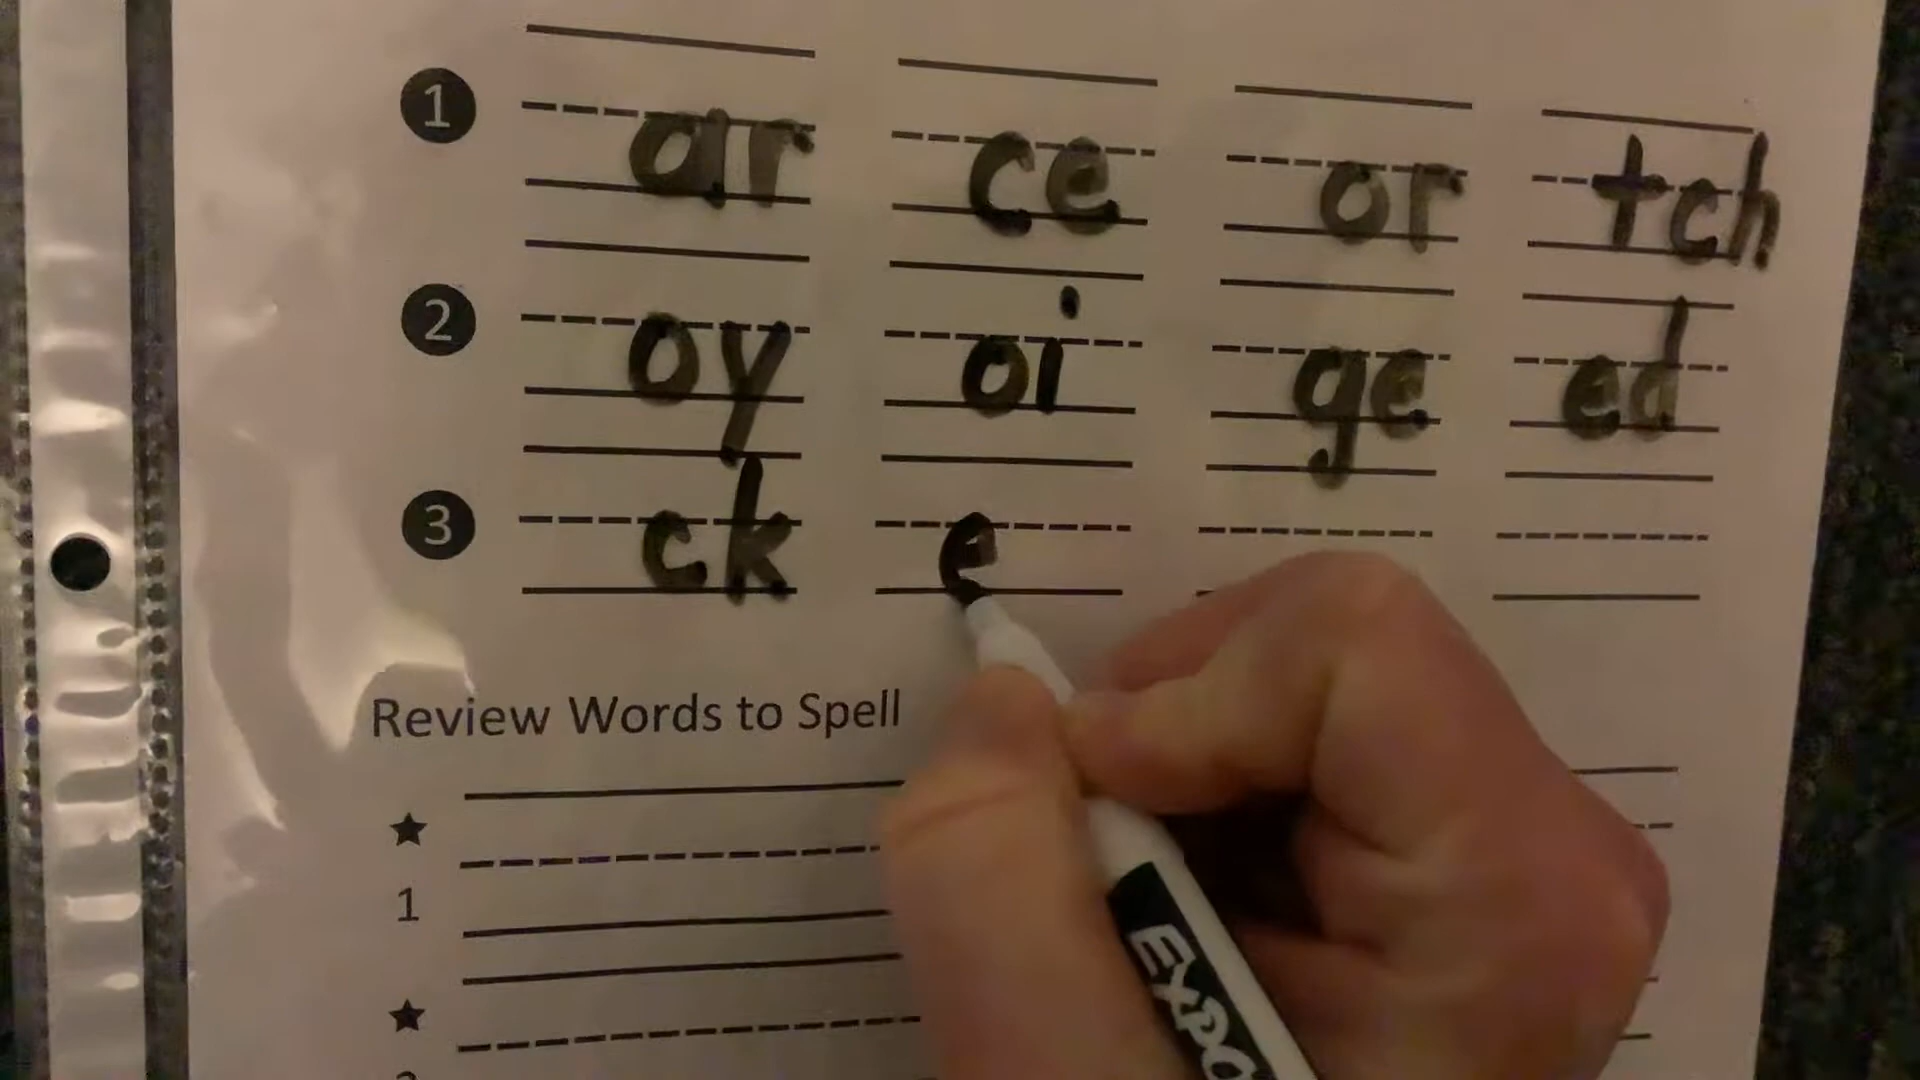 1 ar ce or tch
2 oy oi ge ed
3 ck e
Review Words to Spell
★
1
★
EXPO